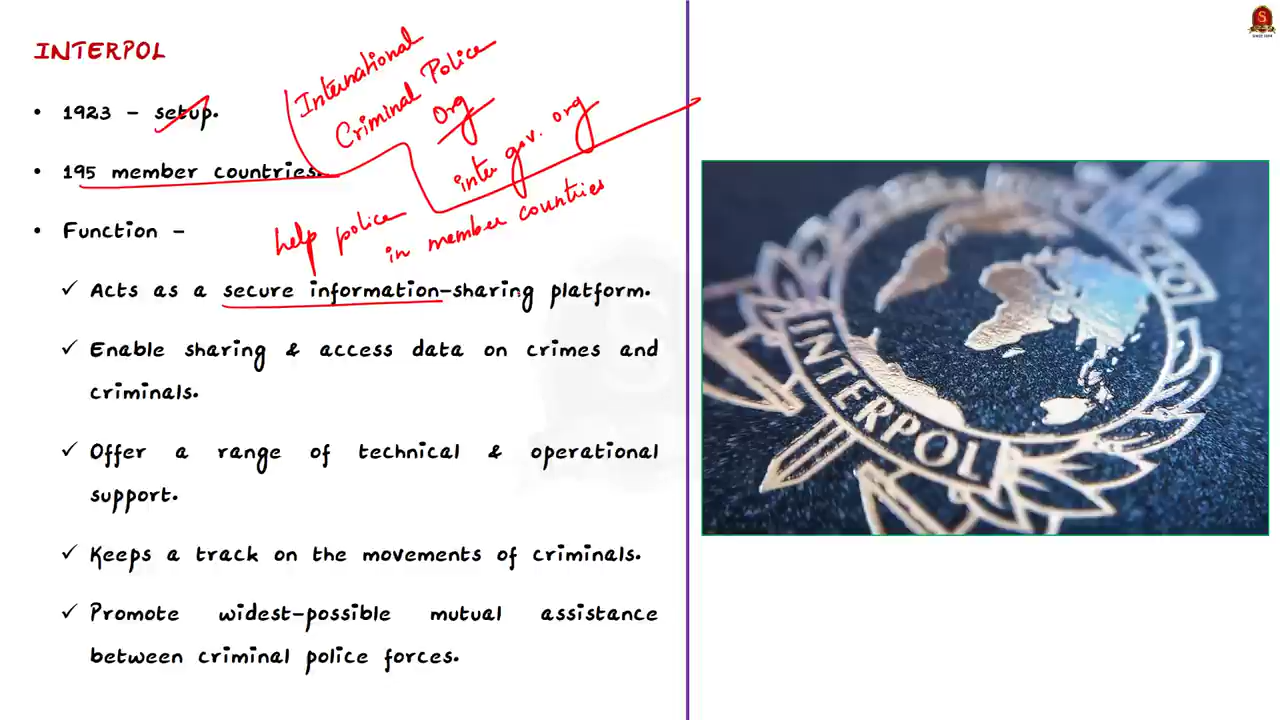 INTERPOL
• 1923 – setup.
• 195 member countries.
• Function –
International
Criminal Police
Org
inter gov. org
help police
in member countries
✓ Acts as a secure information-sharing platform.
✓ Enable sharing & access data on crimes and
criminals.
✓ Offer a range of technical & operational
support.
✓ Keeps a track on the movements of criminals.
✓ Promote widest-possible mutual assistance
between criminal police forces.
INTERPOL
S